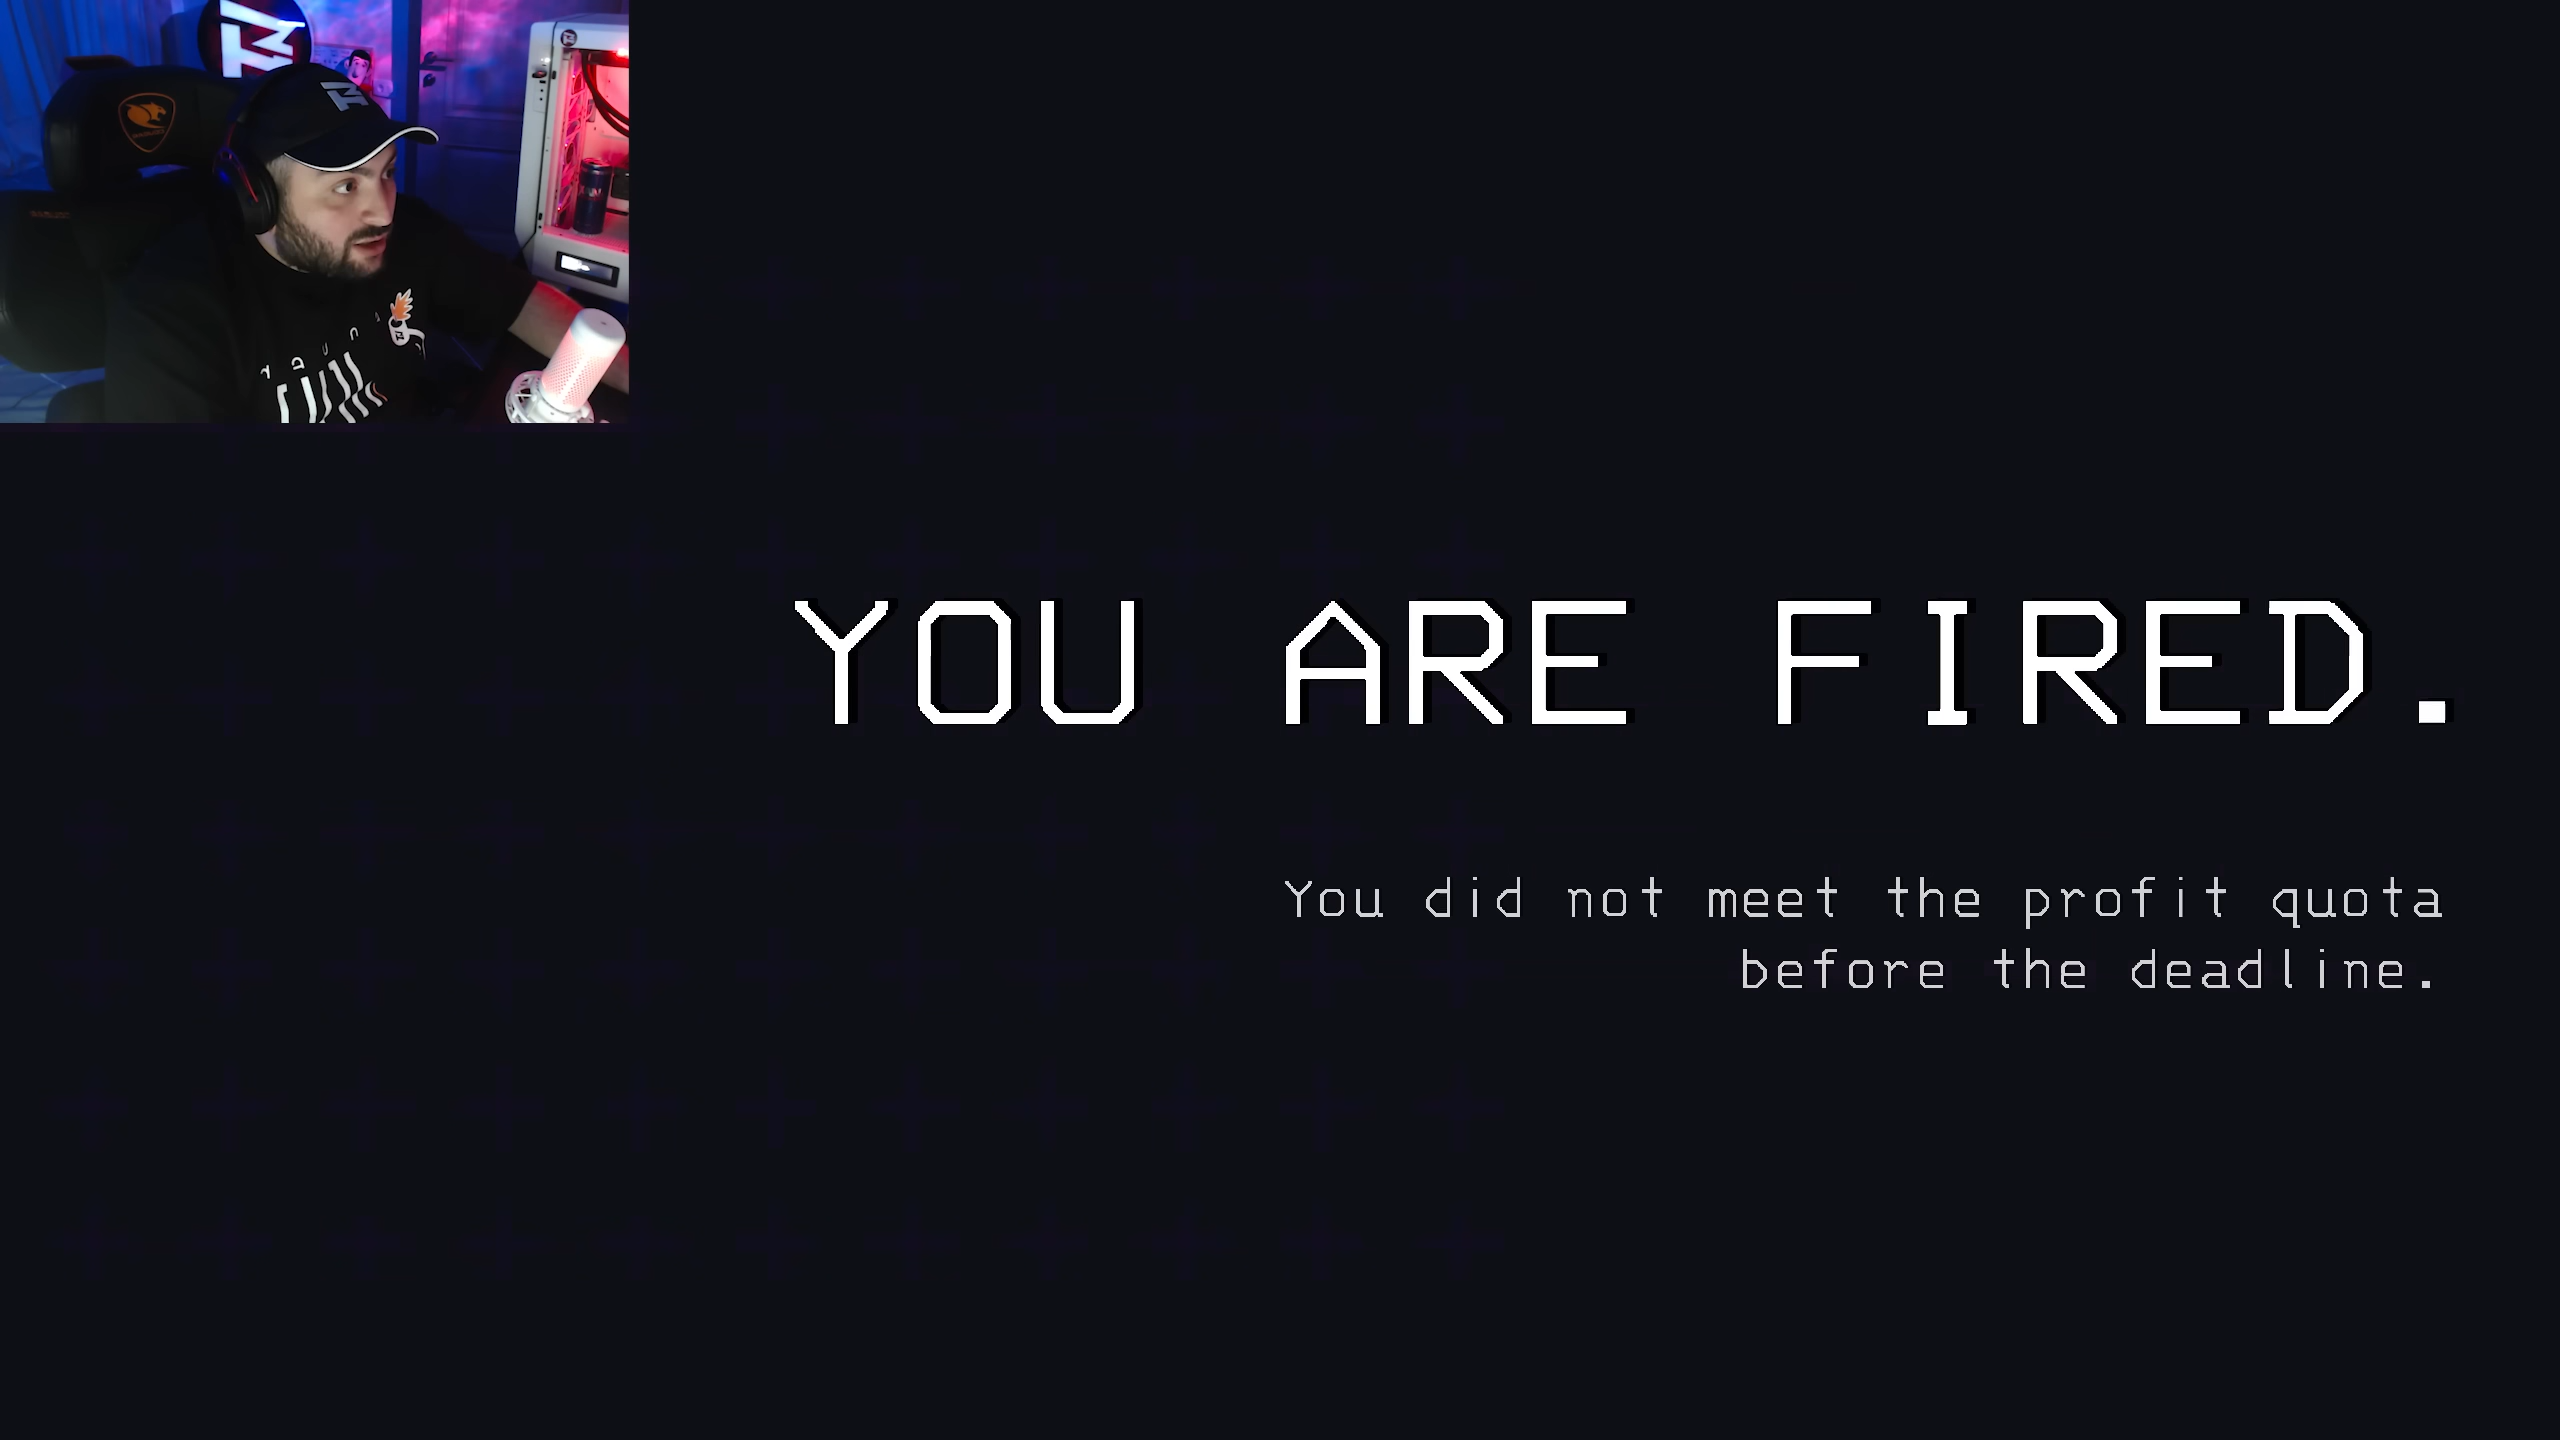 YOU ARE FIRED.
You did not meet the profit quota
before the deadline.